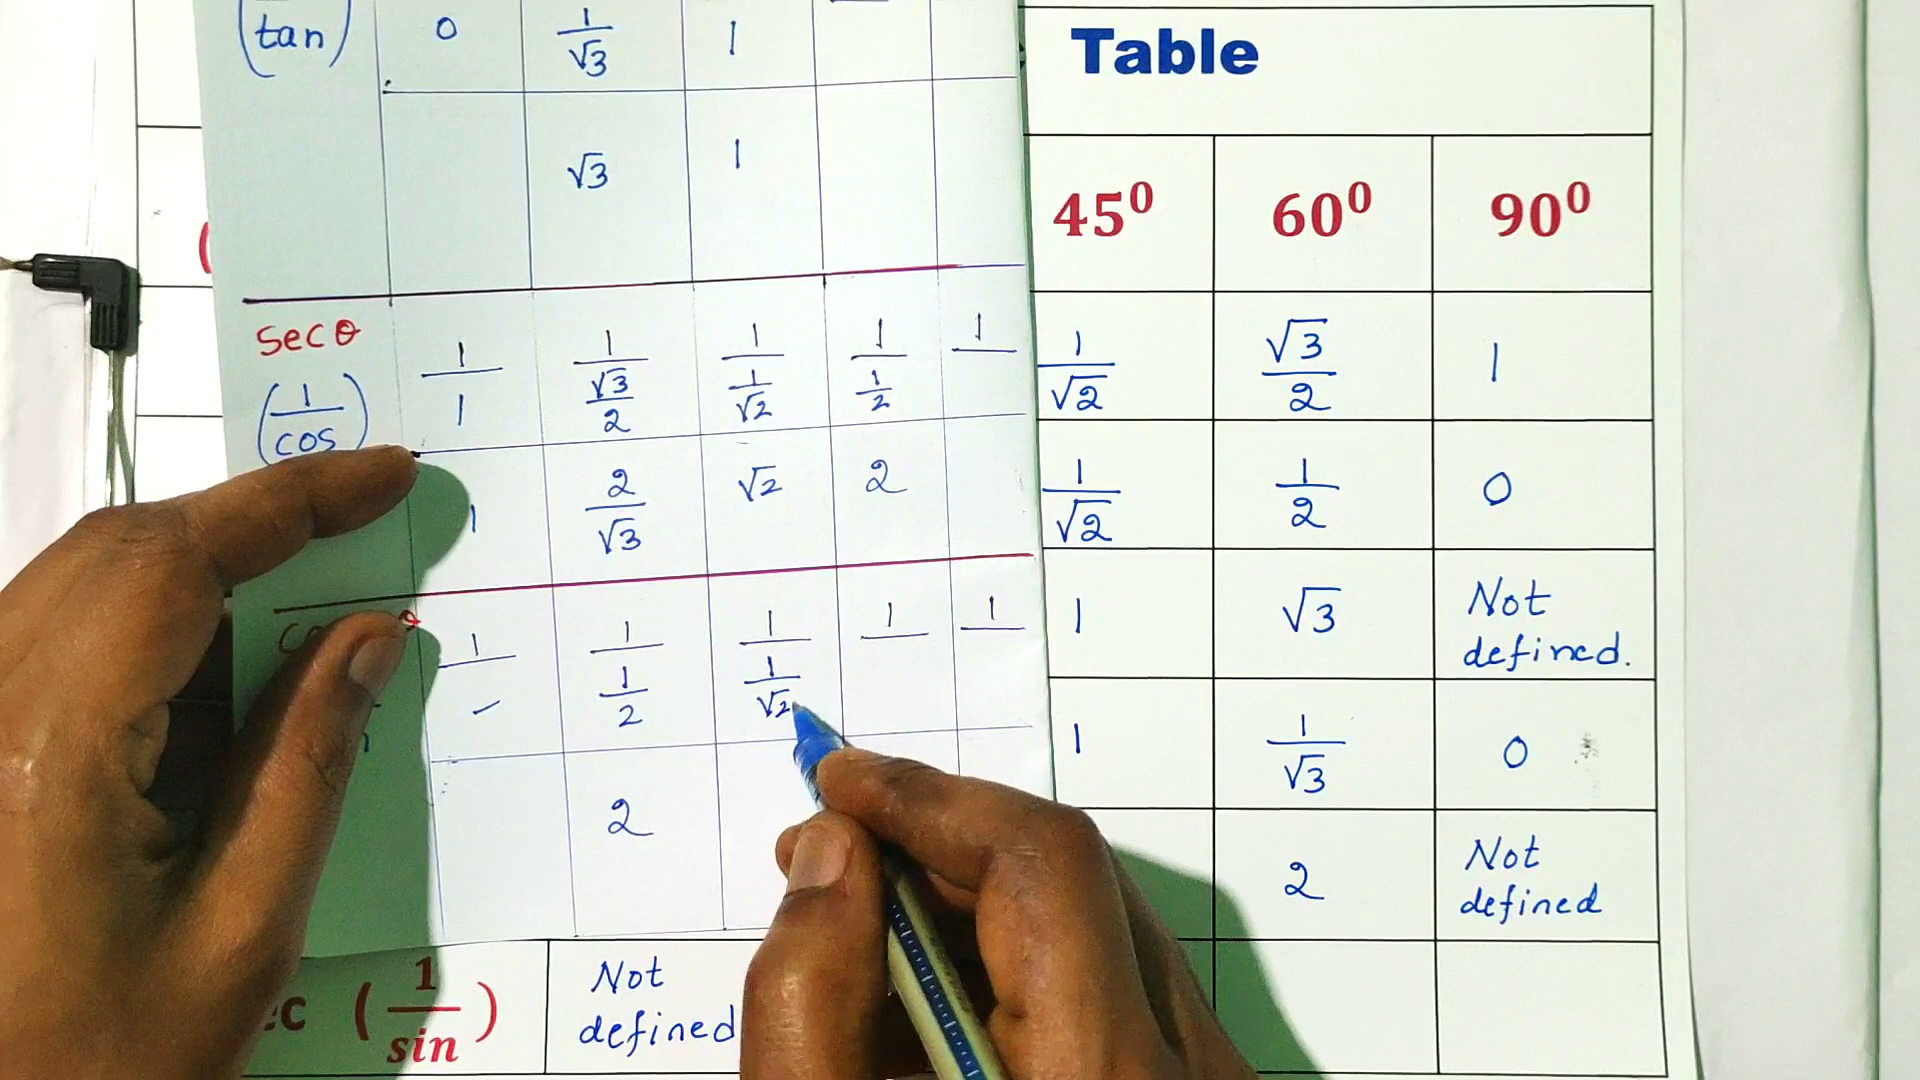 Table
(tan) 0 1/√3 1
√3 1
45⁰ 60⁰ 90⁰
secθ 1/1 1/(√3/2) 1/(1/√2) 1/(1/2) 1/
(1/cos)
1 2/√3 √2 2
1/√2 √3/2 1
1/√2 1/2 0
1/ 1/(1/2) 1/(1/√2) 1/ 1/
2
1 √3 Not defined.
1 1/√3 0
2 Not defined
ec (1/sin) Not defined